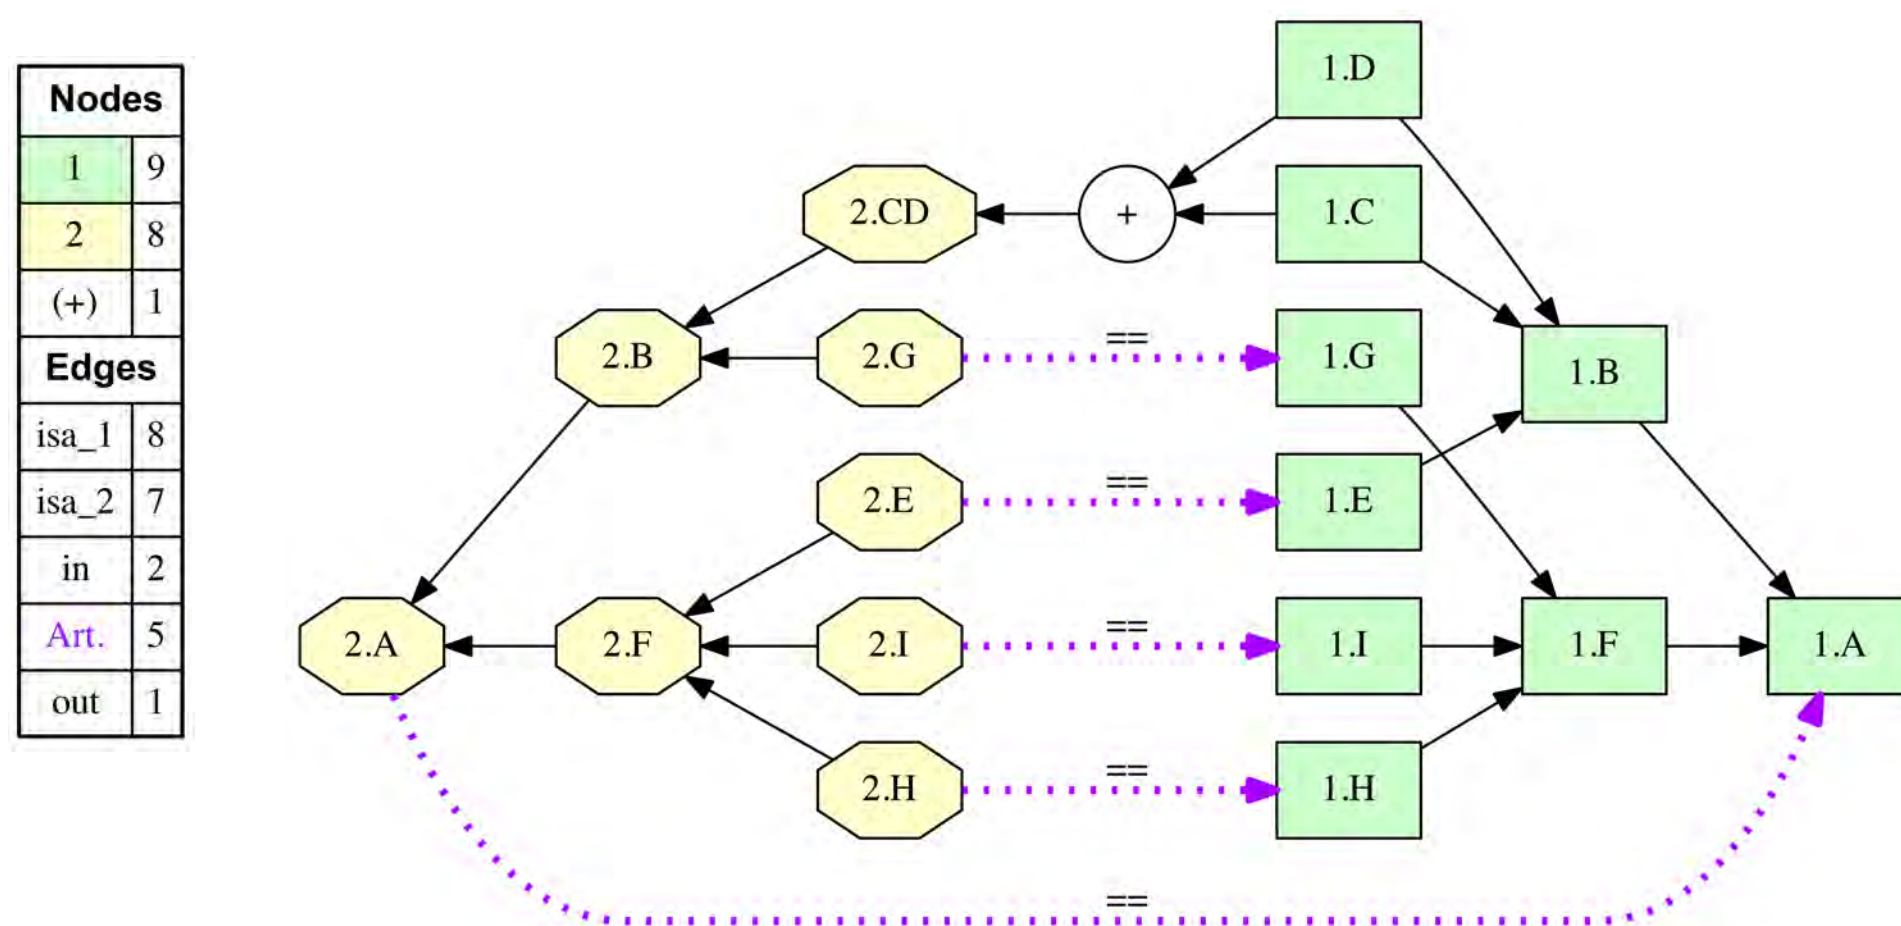 Nodes
1 9
2 8
(+) 1
Edges
isa_1 8
isa_2 7
in 2
Art. 5
out 1
1.D
2.CD + 1.C
==
2.B 2.G 1.G 1.B
==
2.E 1.E
==
2.A 2.F 2.I 1.I 1.F 1.A
==
2.H 1.H
==